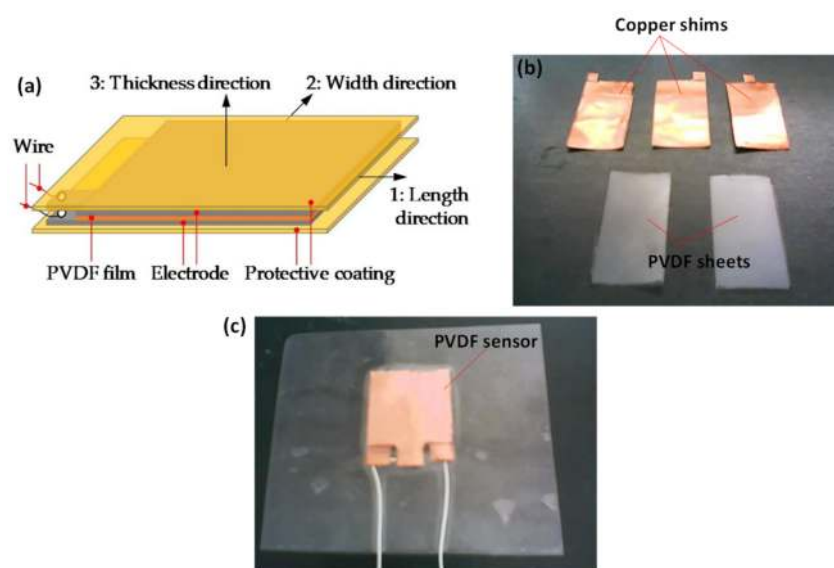 (a)
3: Thickness direction
2: Width direction
Wire
1: Length
direction
PVDF film
Electrode
Protective coating
(b)
Copper shims
PVDF sheets
(c)
PVDF sensor